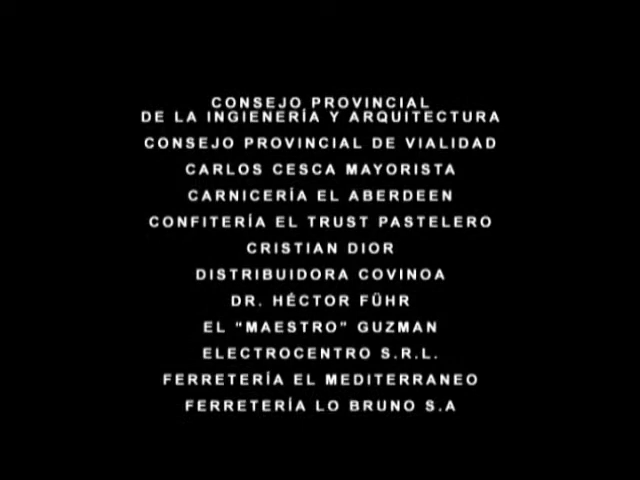 CONSEJO PROVINCIAL
DE LA INGIENERÍA Y ARQUITECTURA
CONSEJO PROVINCIAL DE VIALIDAD
CARLOS CESCA MAYORISTA
CARNICERÍA EL ABERDEEN
CONFITERÍA EL TRUST PASTELERO
CRISTIAN DIOR
DISTRIBUIDORA COVINOA
DR. HÉCTOR FÜHR
EL "MAESTRO" GUZMAN
ELECTROCENTRO S.R.L.
FERRETERÍA EL MEDITERRANEO
FERRETERÍA LO BRUNO S.A